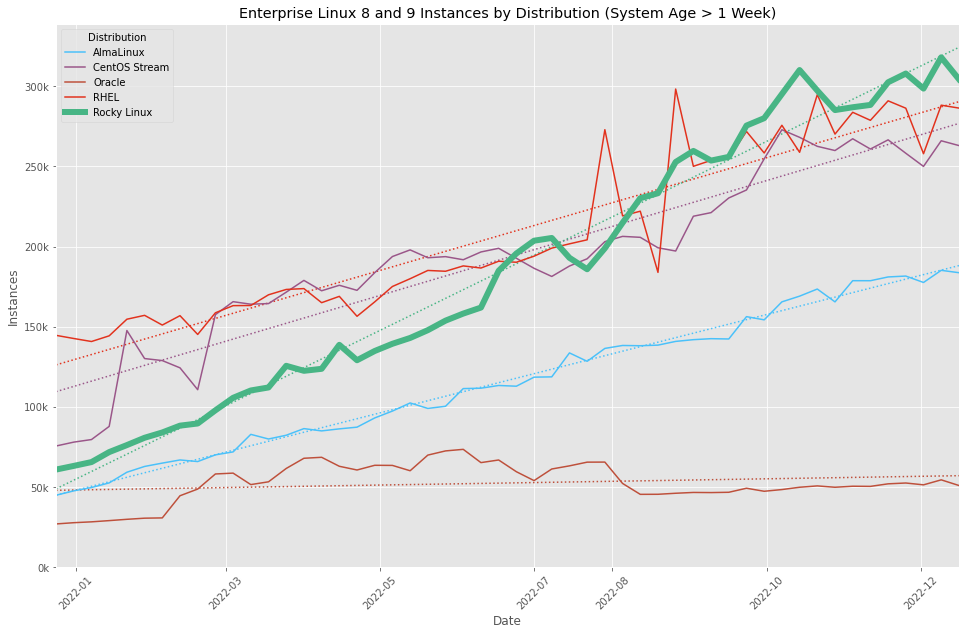 Enterprise Linux 8 and 9 Instances by Distribution (System Age > 1 Week)
Distribution
AlmaLinux
CentOS Stream
Oracle
RHEL
Rocky Linux
300k
250k
200k
150k
100k
50k
0k
Instances
2022-01
2022-03
2022-05
2022-07
2022-08
2022-10
2022-12
Date